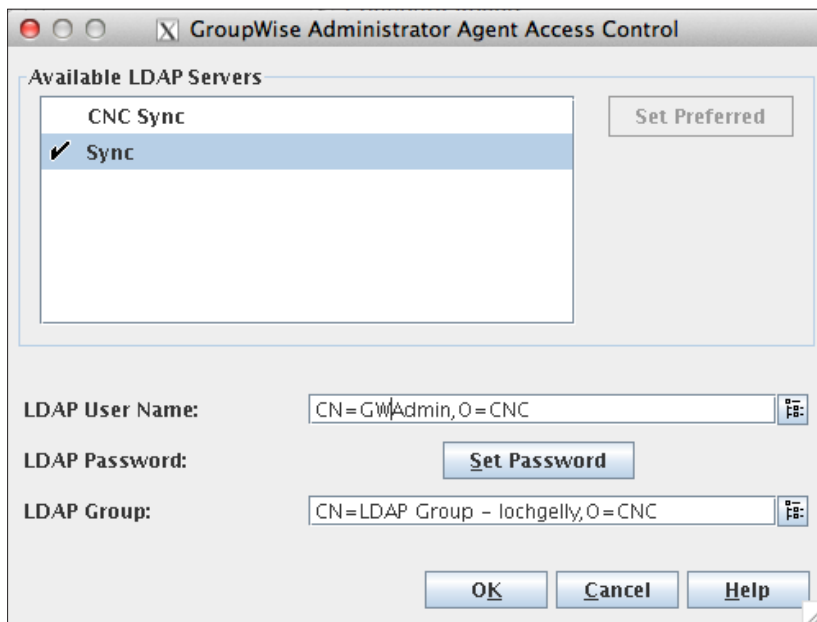 GroupWise Administrator Agent Access Control
Available LDAP Servers
CNC Sync
Set Preferred
Sync
LDAP User Name:
CN=GWAdmin,O=CNC
LDAP Password:
Set Password
LDAP Group:
CN=LDAP Group - lochgelly,O=CNC
OK
Cancel
Help